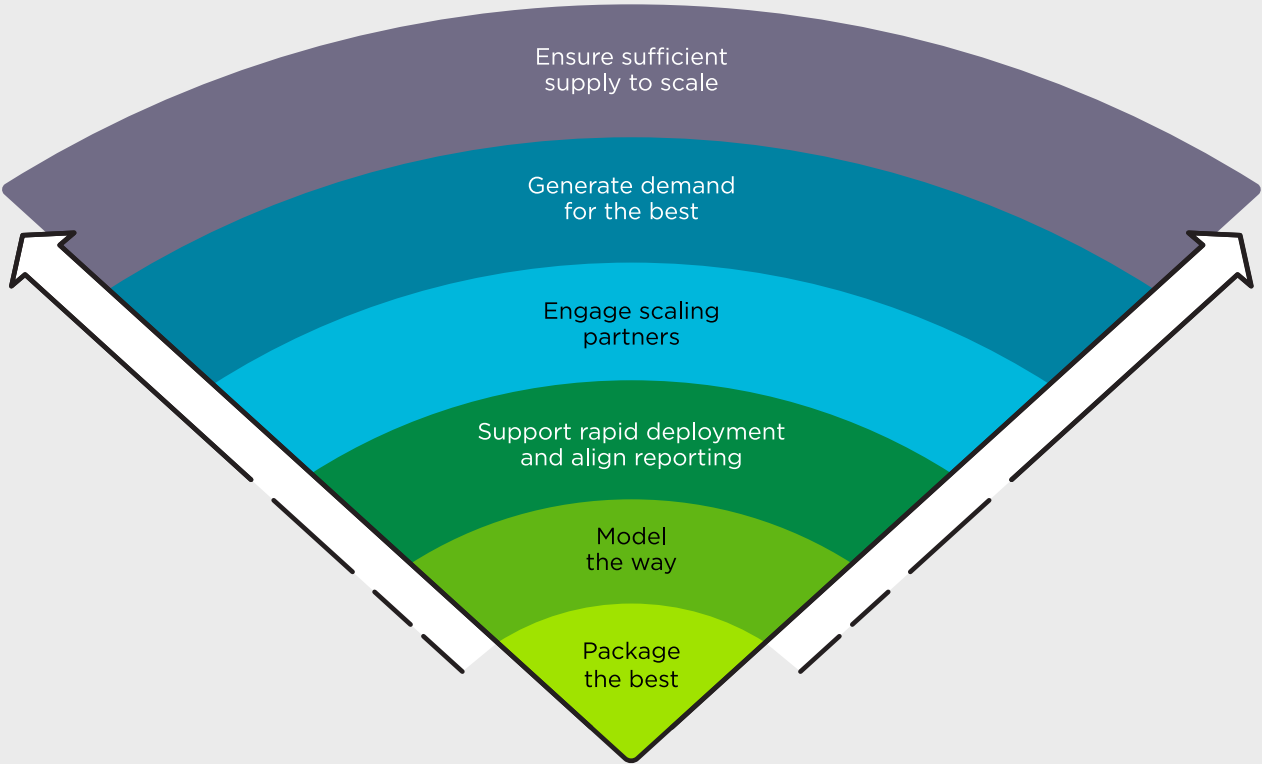 Ensure sufficient
supply to scale
Generate demand
for the best
Engage scaling
partners
Support rapid deployment
and align reporting
Model
the way
Package
the best